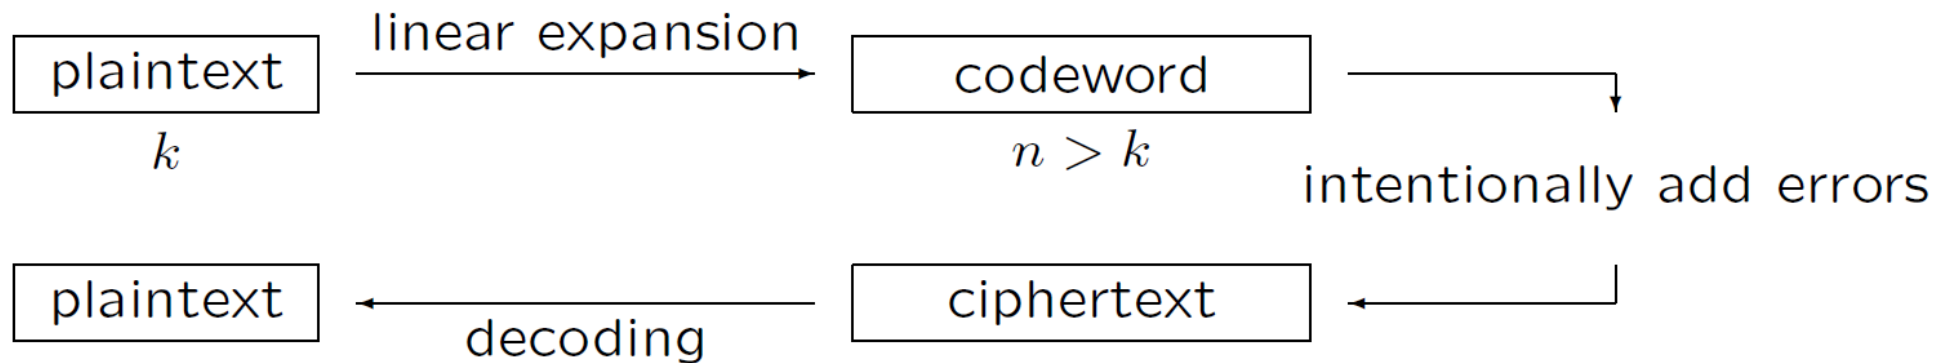 linear expansion
plaintext
codeword
k
n > k
intentionally add errors
plaintext
ciphertext
decoding